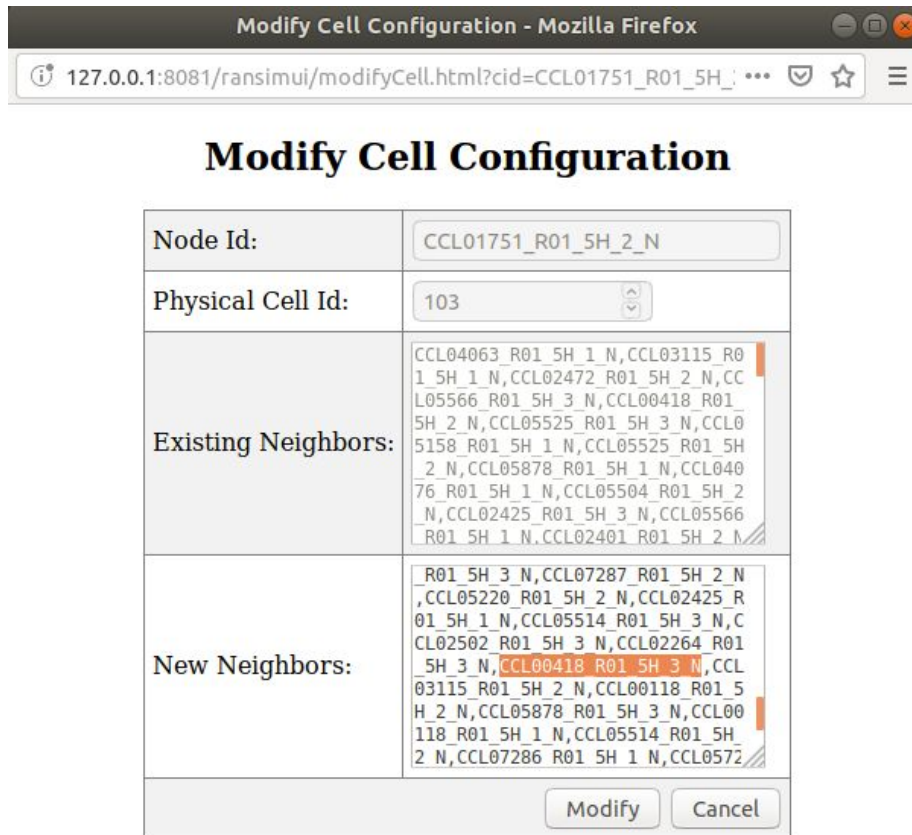 Modify Cell Configuration - Mozilla Firefox
127.0.0.1:8081/ransimui/modifyCell.html?cid=CCL01751_R01_5H_
Modify Cell Configuration
Node Id:
CCL01751_R01_5H_2_N
Physical Cell Id:
103
Existing Neighbors:
CCL04063_R01_5H_1_N,CCL03115_R0
1_5H_1_N,CCL02472_R01_5H_2_N,CC
L05566_R01_5H_3_N,CCL00418_R01_
5H_2_N,CCL05525_R01_5H_3_N,CCL0
5158_R01_5H_1_N,CCL05525_R01_5H
_2_N,CCL05878_R01_5H_1_N,CCL040
76_R01_5H_1_N,CCL05504_R01_5H_2
_N,CCL02425_R01_5H_3_N,CCL05566
_R01_5H_1_N,CCL02401_R01_5H_2_N
New Neighbors:
_R01_5H_3_N,CCL07287_R01_5H_2_N
,CCL05220_R01_5H_2_N,CCL02425_R
01_5H_1_N,CCL05514_R01_5H_3_N,C
CL02502_R01_5H_3_N,CCL02264_R01
_5H_3_N,CCL00418_R01_5H_3_N,CCL
03115_R01_5H_2_N,CCL00118_R01_5
H_2_N,CCL05878_R01_5H_3_N,CCL00
118_R01_5H_1_N,CCL05514_R01_5H_
2_N,CCL07286_R01_5H_1_N,CCL0572
Modify
Cancel